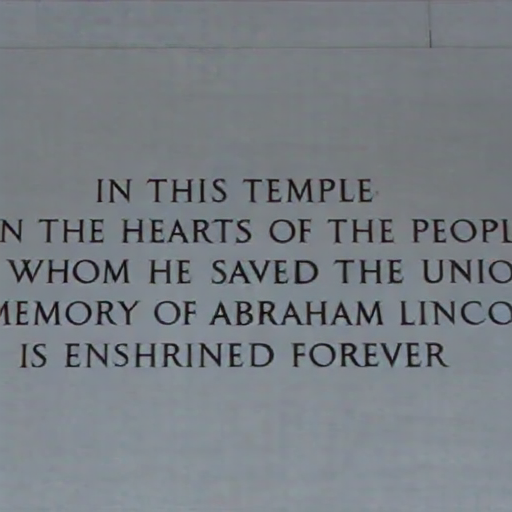 IN THIS TEMPLE
N THE HEARTS OF THE PEOPL
WHOM HE SAVED THE UNIO
MEMORY OF ABRAHAM LINCO
IS ENSHRINED FOREVER